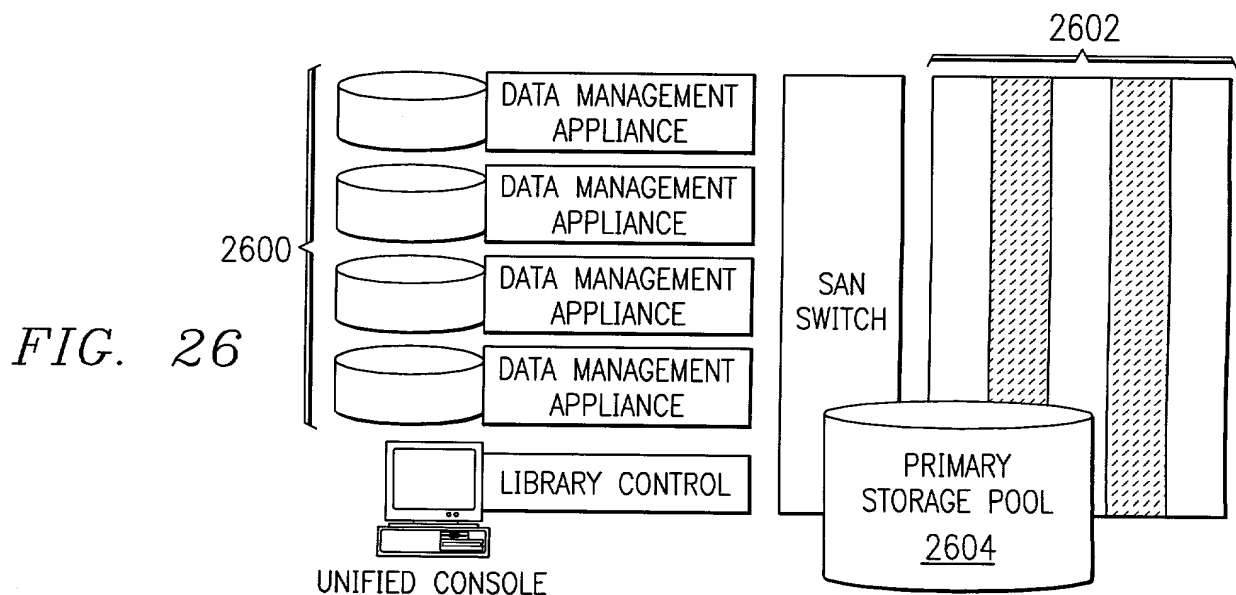 2602
DATA MANAGEMENT
APPLIANCE
DATA MANAGEMENT
APPLIANCE
2600
DATA MANAGEMENT
APPLIANCE
DATA MANAGEMENT
APPLIANCE
SAN
SWITCH
FIG. 26
LIBRARY CONTROL
UNIFIED CONSOLE
PRIMARY
STORAGE POOL
2604